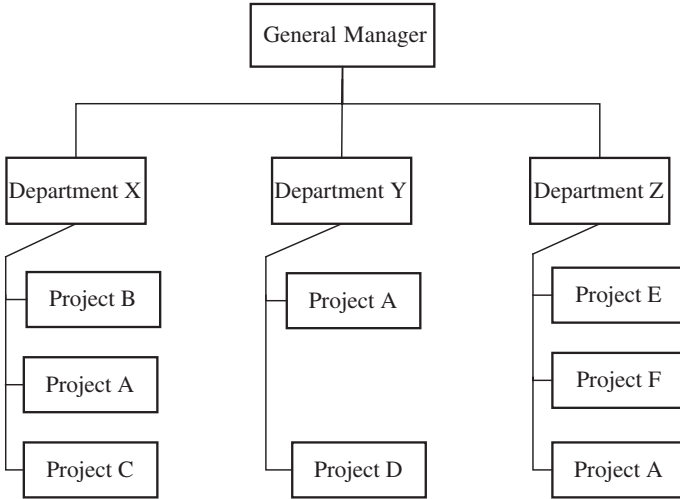 General Manager
Department X
Department Y
Department Z
Project B
Project A
Project E
Project A
Project F
Project C
Project D
Project A